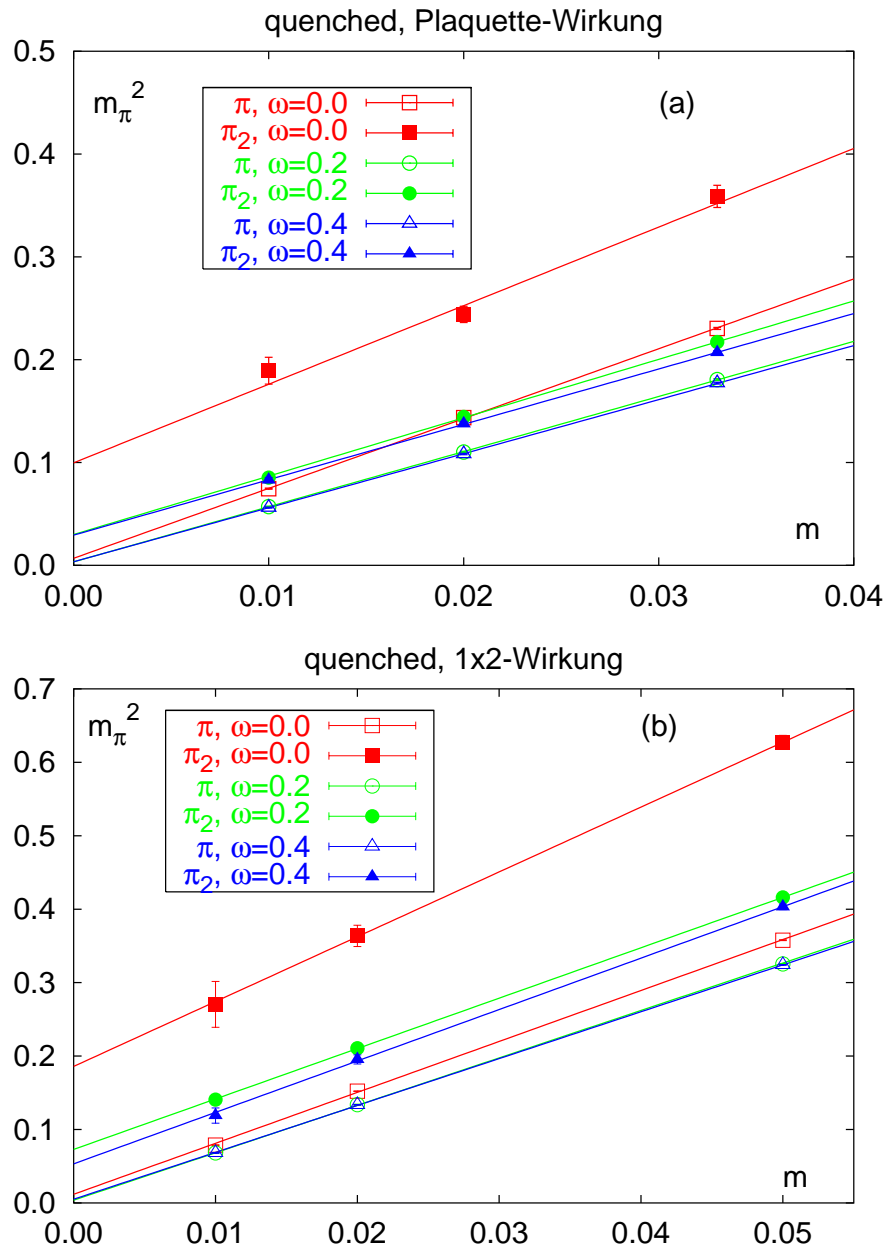 quenched, Plaquette-Wirkung
0.5
m_π^2
(a)
π, ω=0.0
π_2, ω=0.0
π, ω=0.2
π_2, ω=0.2
π, ω=0.4
π_2, ω=0.4
0.4
0.3
0.2
0.1
m
0.0
0.00 0.01 0.02 0.03 0.04
quenched, 1x2-Wirkung
0.7
m_π^2
(b)
π, ω=0.0
π_2, ω=0.0
π, ω=0.2
π_2, ω=0.2
π, ω=0.4
π_2, ω=0.4
0.6
0.5
0.4
0.3
0.2
0.1
m
0.0
0.00 0.01 0.02 0.03 0.04 0.05